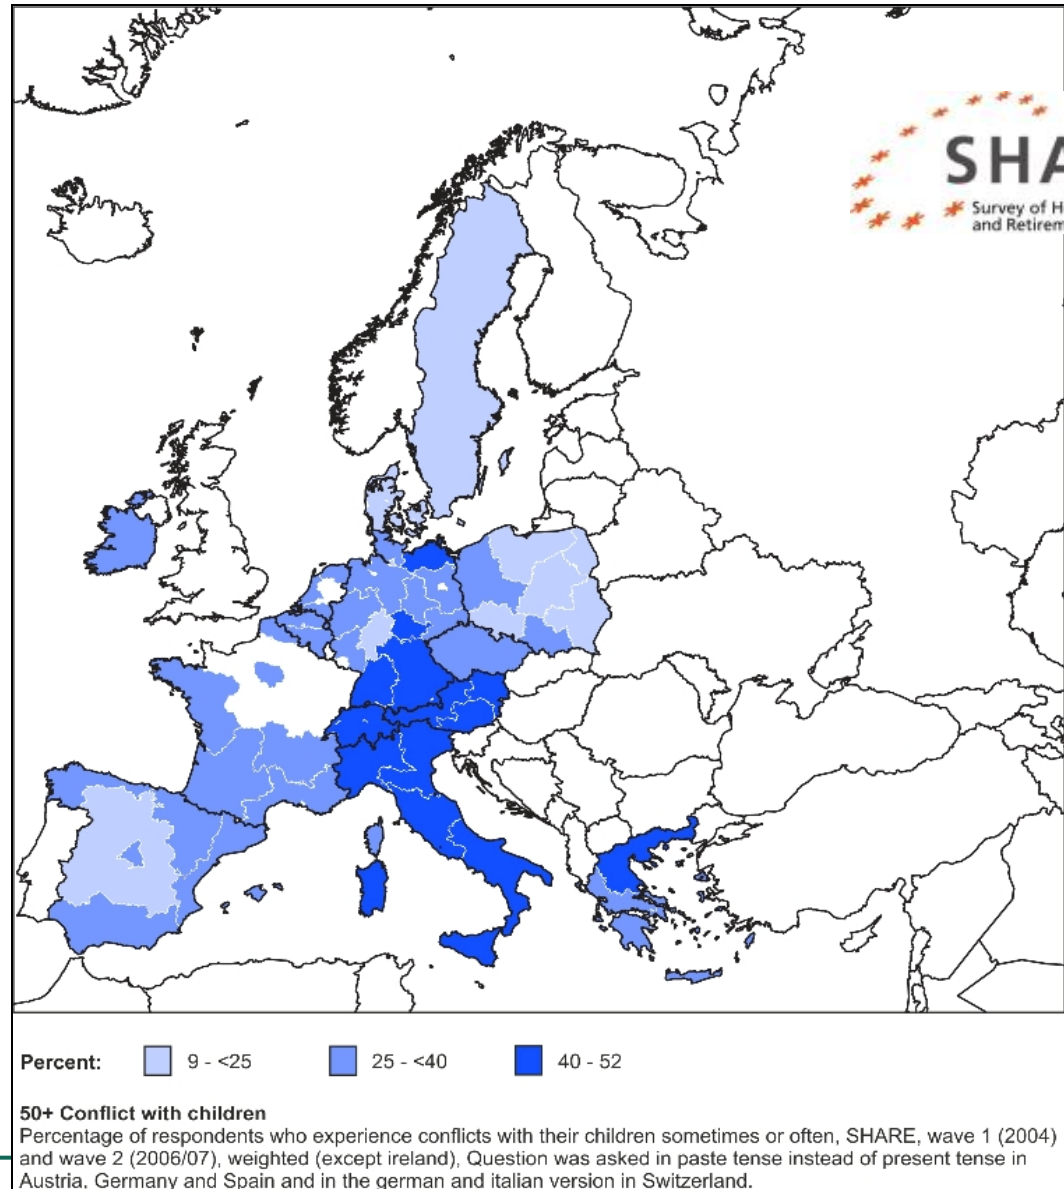 SHA
Survey of H
and Retirem
Percent: 9 - <25 25 - <40 40 - 52
50+ Conflict with children
Percentage of respondents who experience conflicts with their children sometimes or often, SHARE, wave 1 (2004)
and wave 2 (2006/07), weighted (except ireland), Question was asked in paste tense instead of present tense in
Austria, Germany and Spain and in the german and italian version in Switzerland.